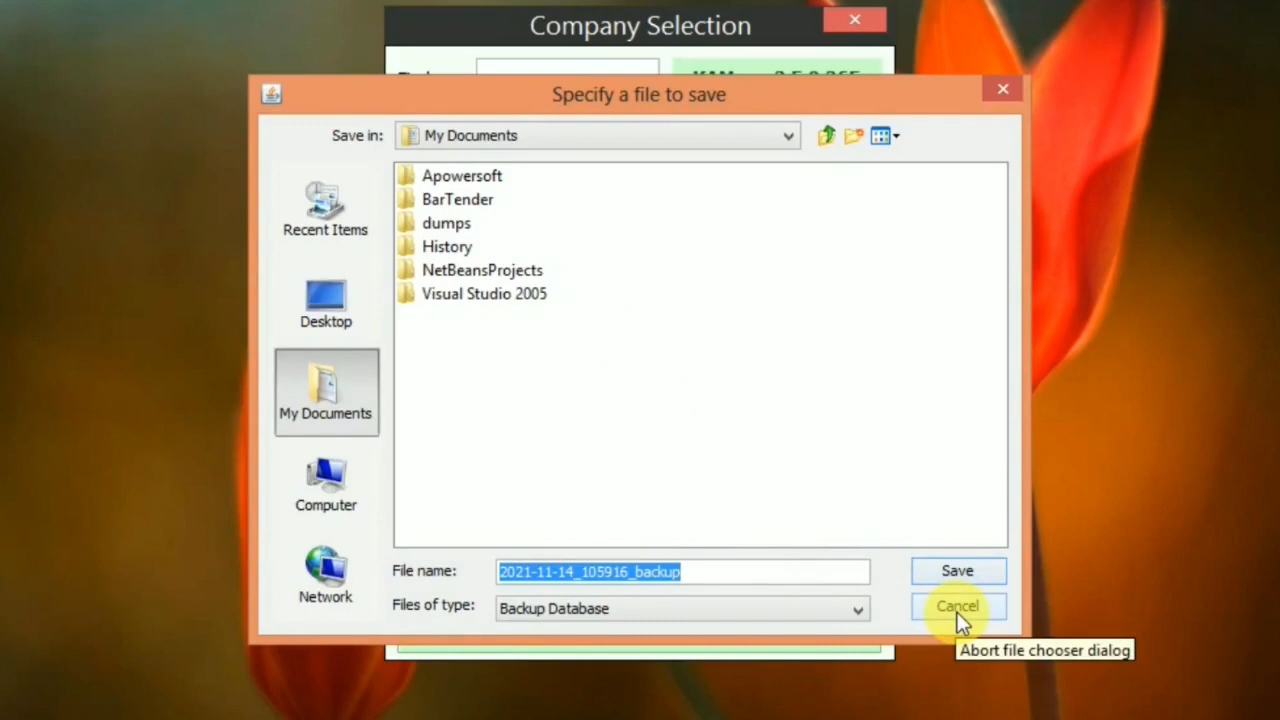 Company Selection
Specify a file to save
Save in:
My Documents
Recent Items
Desktop
My Documents
Computer
Network
Apowersoft
BarTender
dumps
History
NetBeansProjects
Visual Studio 2005
File name:
2021-11-14_105916_backup
Save
Files of type:
Backup Database
Cancel
Abort file chooser dialog